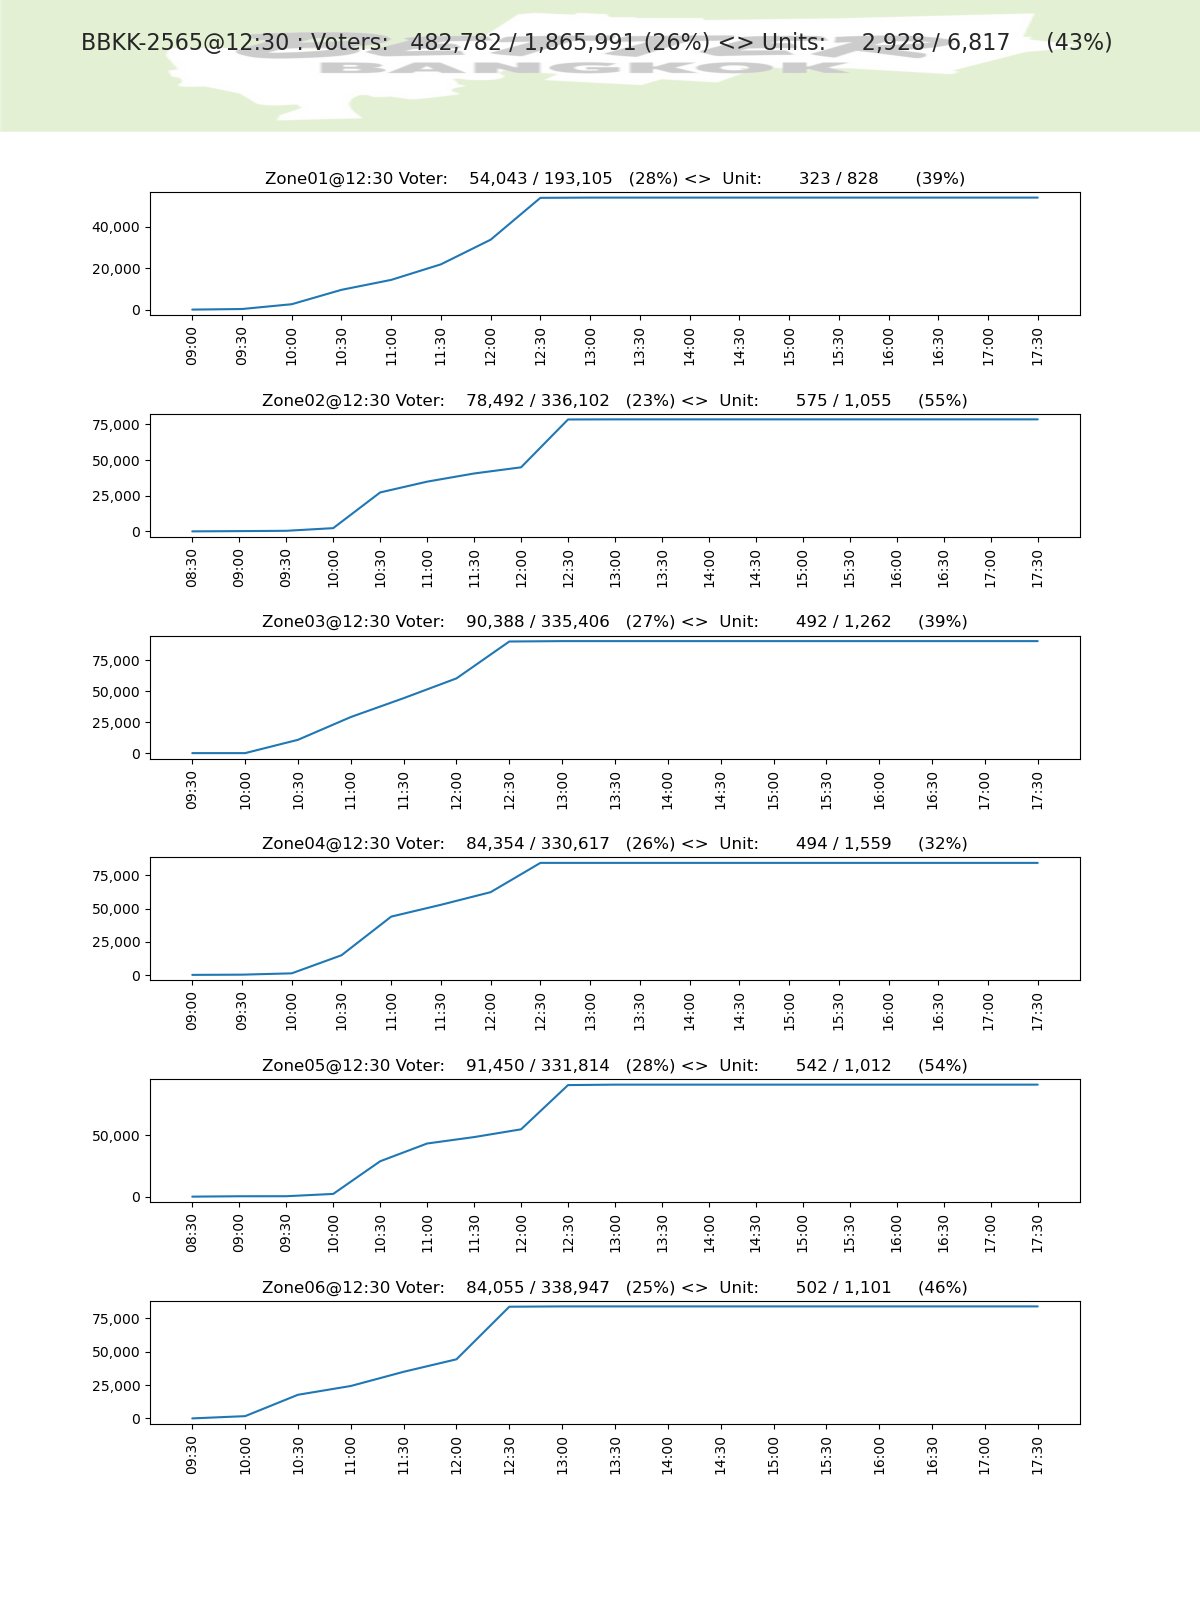 BBKK-2565@12:30 : Voters: 482,782 / 1,865,991 (26%) <> Units: 2,928 / 6,817 (43%)
BANGKOK
Zone01@12:30 Voter: 54,043 / 193,105 (28%) <> Unit: 323 / 828 (39%)
40,000
20,000
0
09:00 09:30 10:00 10:30 11:00 11:30 12:00 12:30 13:00 13:30 14:00 14:30 15:00 15:30 16:00 16:30 17:00 17:30
Zone02@12:30 Voter: 78,492 / 336,102 (23%) <> Unit: 575 / 1,055 (55%)
75,000
50,000
25,000
0
08:30 09:00 09:30 10:00 10:30 11:00 11:30 12:00 12:30 13:00 13:30 14:00 14:30 15:00 15:30 16:00 16:30 17:00 17:30
Zone03@12:30 Voter: 90,388 / 335,406 (27%) <> Unit: 492 / 1,262 (39%)
75,000
50,000
25,000
0
09:30 10:00 10:30 11:00 11:30 12:00 12:30 13:00 13:30 14:00 14:30 15:00 15:30 16:00 16:30 17:00 17:30
Zone04@12:30 Voter: 84,354 / 330,617 (26%) <> Unit: 494 / 1,559 (32%)
75,000
50,000
25,000
0
09:00 09:30 10:00 10:30 11:00 11:30 12:00 12:30 13:00 13:30 14:00 14:30 15:00 15:30 16:00 16:30 17:00 17:30
Zone05@12:30 Voter: 91,450 / 331,814 (28%) <> Unit: 542 / 1,012 (54%)
50,000
0
08:30 09:00 09:30 10:00 10:30 11:00 11:30 12:00 12:30 13:00 13:30 14:00 14:30 15:00 15:30 16:00 16:30 17:00 17:30
Zone06@12:30 Voter: 84,055 / 338,947 (25%) <> Unit: 502 / 1,101 (46%)
75,000
50,000
25,000
0
09:30 10:00 10:30 11:00 11:30 12:00 12:30 13:00 13:30 14:00 14:30 15:00 15:30 16:00 16:30 17:00 17:30